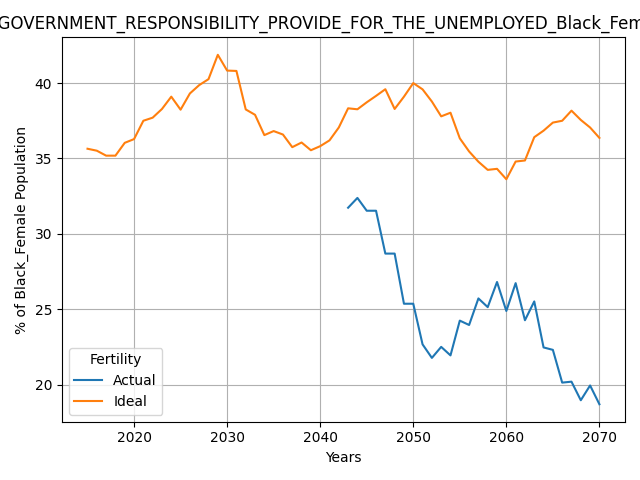 GOVERNMENT_RESPONSIBILITY_PROVIDE_FOR_THE_UNEMPLOYED_Black_Fem
% of Black_Female Population
40
35
30
25
20
Fertility
Actual
Ideal
2020
2030
2040
2050
2060
2070
Years